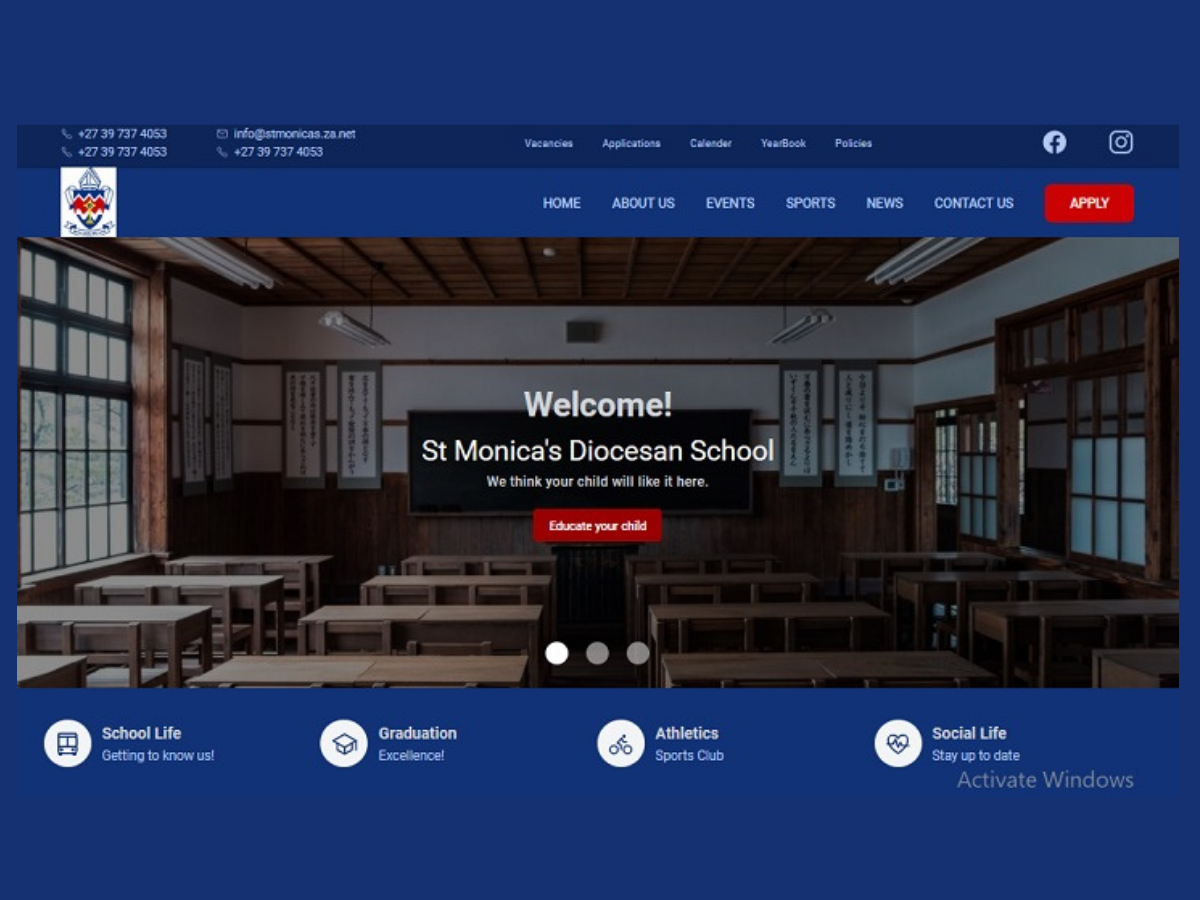 +27 39 737 4053
+27 39 737 4053
info@stmonicas.za.net
+27 39 737 4053
Vacancies
Applications
Calender
YearBook
Policies
HOME
ABOUT US
EVENTS
SPORTS
NEWS
CONTACT US
APPLY
Welcome!
St Monica's Diocesan School
We think your child will like it here.
Educate your child
School Life
Getting to know us!
Graduation
Excellence!
Athletics
Sports Club
Social Life
Stay up to date
Activate Windows